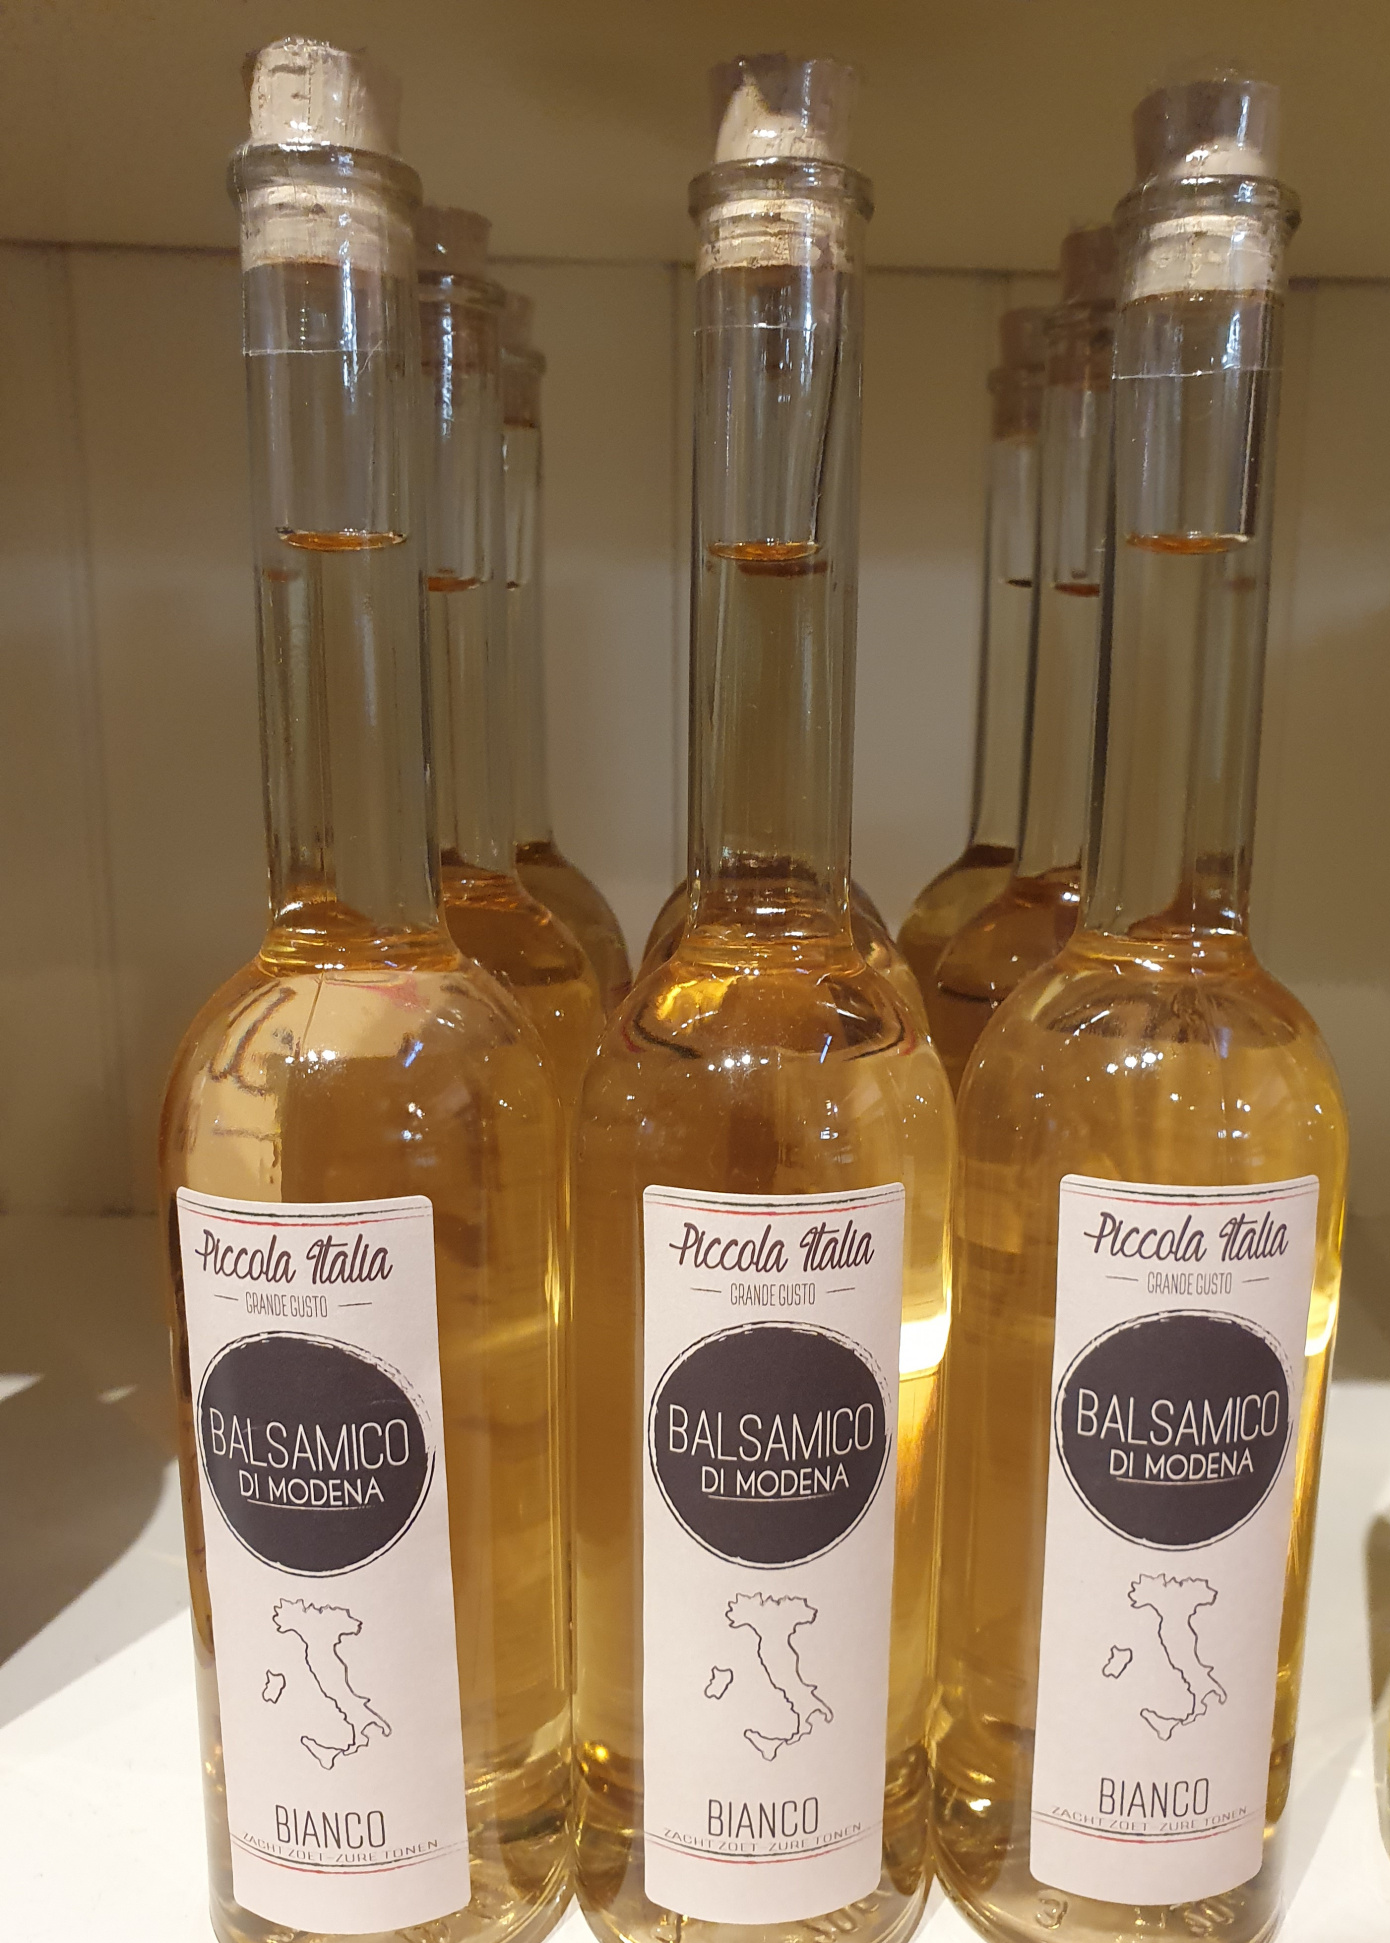 Piccola Italia
GRANDE GUSTO
BALSAMICO
DI MODENA
BIANCO
ZACHT ZOET-ZURE TONEN
Piccola Italia
GRANDE GUSTO
BALSAMICO
DI MODENA
BIANCO
ZACHT ZOET-ZURE TONEN
Piccola Italia
GRANDE GUSTO
BALSAMICO
DI MODENA
BIANCO
ZACHT ZOET-ZURE TONEN